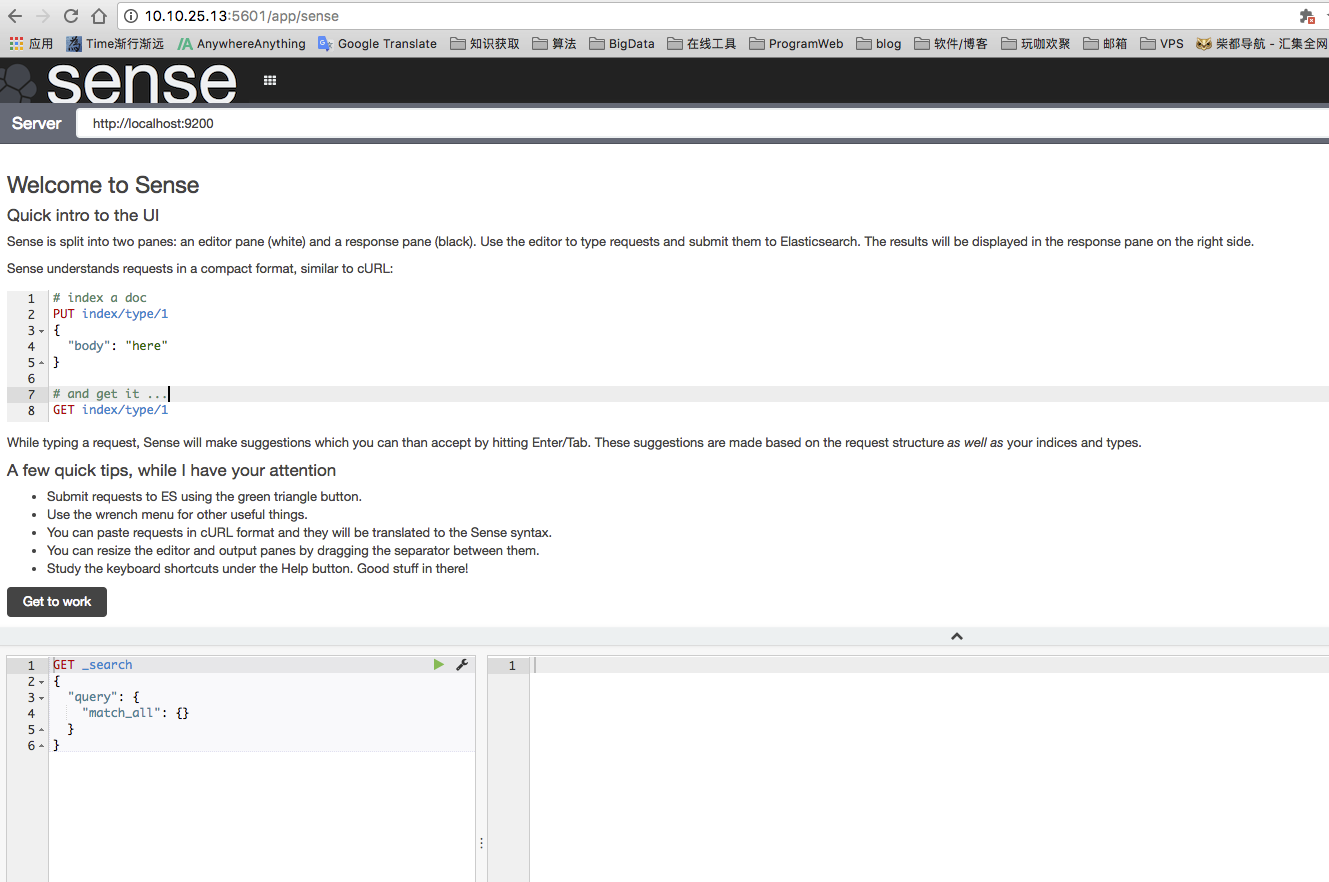 10.10.25.13:5601/app/sense
应用 Time渐行渐远 AnywhereAnything Google Translate 知识获取 算法 BigData 在线工具 ProgramWeb blog 软件/博客 玩咖欢聚 邮箱 VPS 柴都导航 - 汇集全网
sense
Server http://localhost:9200
Welcome to Sense
Quick intro to the UI
Sense is split into two panes: an editor pane (white) and a response pane (black). Use the editor to type requests and submit them to Elasticsearch. The results will be displayed in the response pane on the right side.
Sense understands requests in a compact format, similar to cURL:
1 # index a doc
2 PUT index/type/1
3 {
4 "body": "here"
5 }
6
7 # and get it ...
8 GET index/type/1
While typing a request, Sense will make suggestions which you can than accept by hitting Enter/Tab. These suggestions are made based on the request structure as well as your indices and types.
A few quick tips, while I have your attention
• Submit requests to ES using the green triangle button.
• Use the wrench menu for other useful things.
• You can paste requests in cURL format and they will be translated to the Sense syntax.
• You can resize the editor and output panes by dragging the separator between them.
• Study the keyboard shortcuts under the Help button. Good stuff in there!
Get to work
1 GET _search
2 {
3 "query": {
4 "match_all": {}
5 }
6 }
1